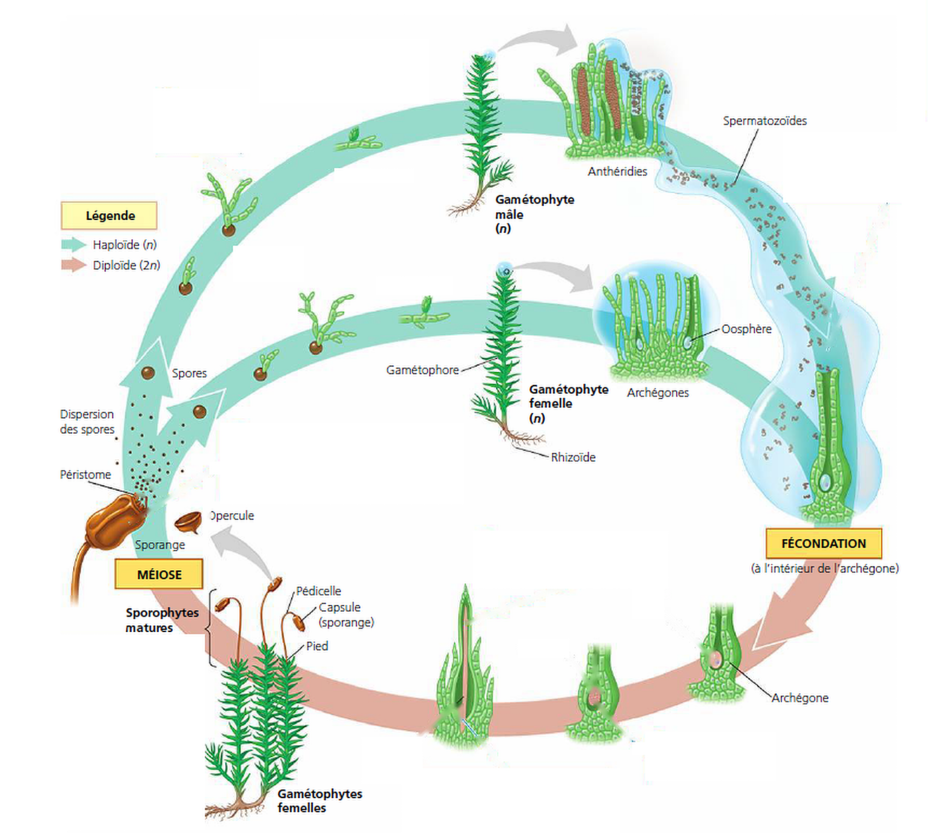 Spermatozoïdes
Anthéridies
Gamétophyte
mâle
(n)
Légende
Haploïde (n)
Diploïde (2n)
Oosphère
Gamétophore
Archégones
Gamétophyte
femelle
(n)
Rhizoïde
Spores
Dispersion
des spores
Péristome
Opercule
Sporange
MÉIOSE
FÉCONDATION
(à l'intérieur de l'archégone)
Sporophytes
matures
Pédicelle
Capsule
(sporange)
Pied
Archégone
Gamétophytes
femelles